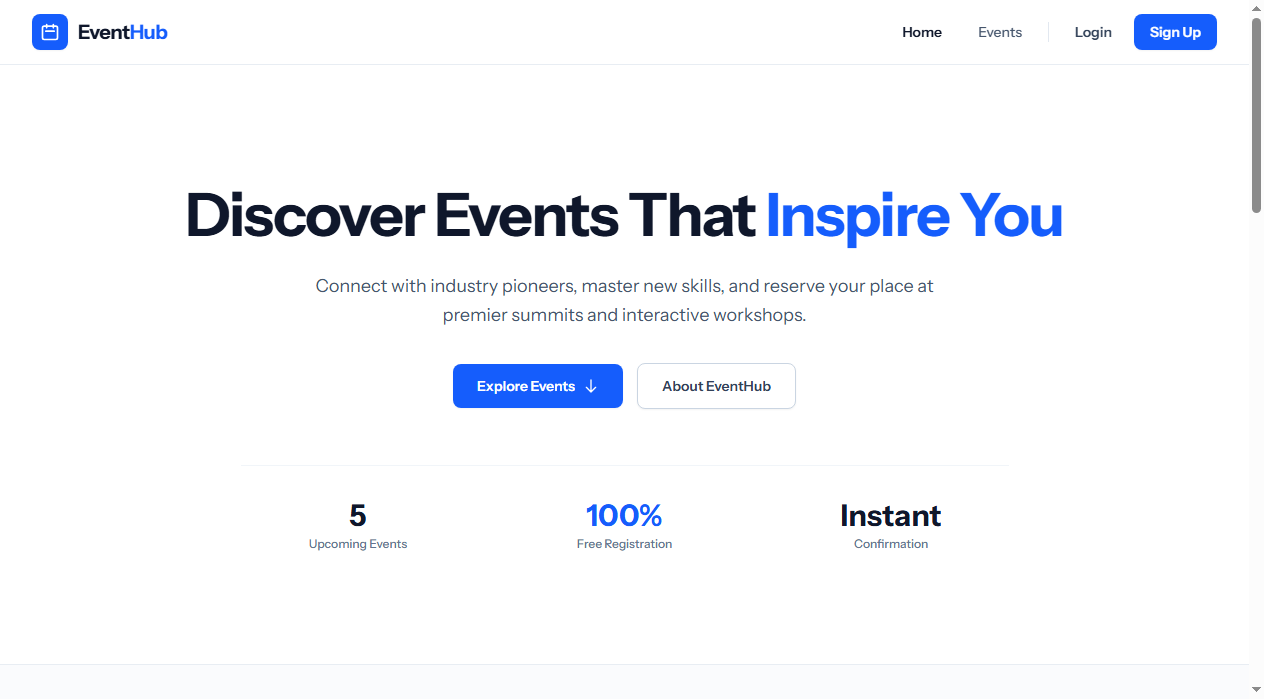 EventHub
Home Events Login Sign Up
Discover Events That Inspire You
Connect with industry pioneers, master new skills, and reserve your place at
premier summits and interactive workshops.
Explore Events ↓ About EventHub
5 100% Instant
Upcoming Events Free Registration Confirmation